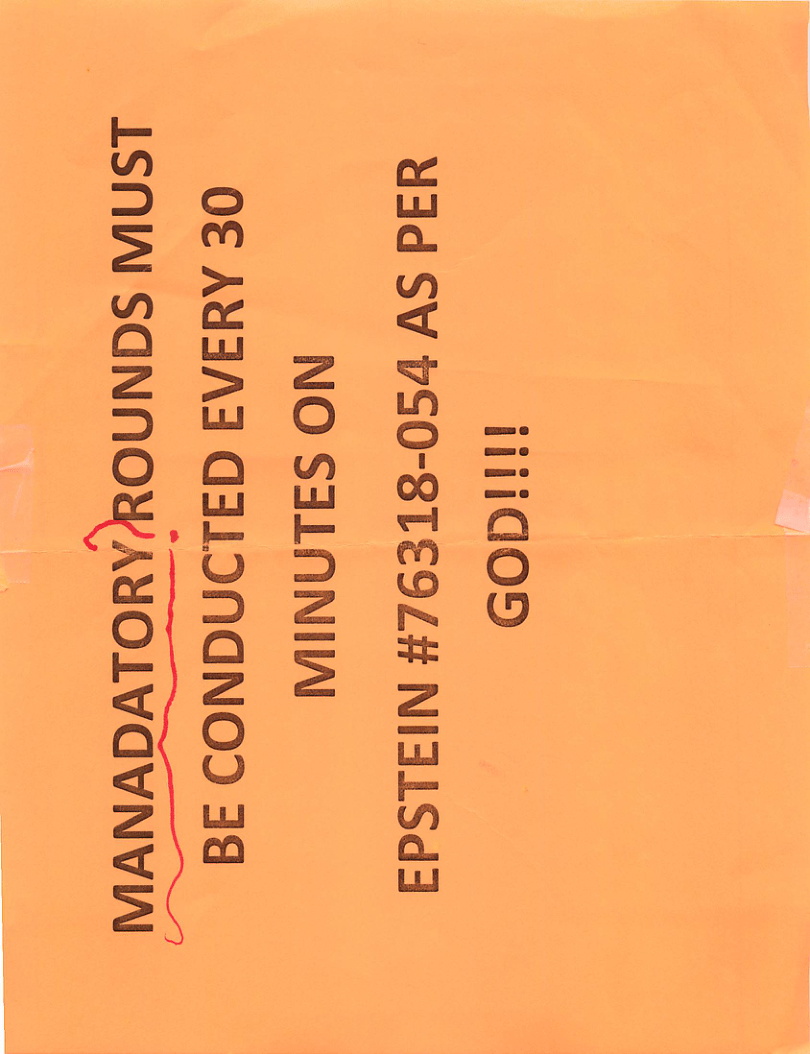 MANADATORY ROUNDS MUST
BE CONDUCTED EVERY 30
MINUTES ON
EPSTEIN #76318-054 AS PER
GOD!!!!